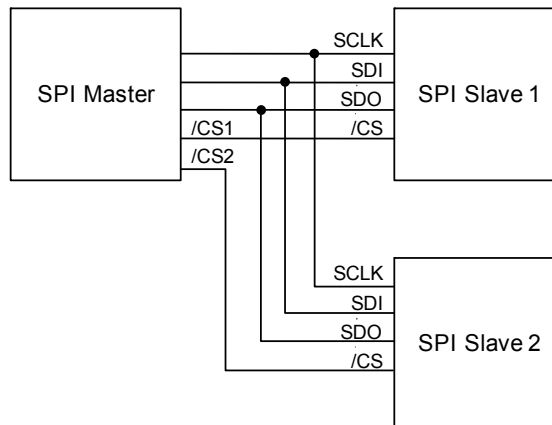 SCLK
SDI
SPI Master
SDO
SPI Slave 1
/CS1
/CS
/CS2
SCLK
SDI
SDO
SPI Slave 2
/CS